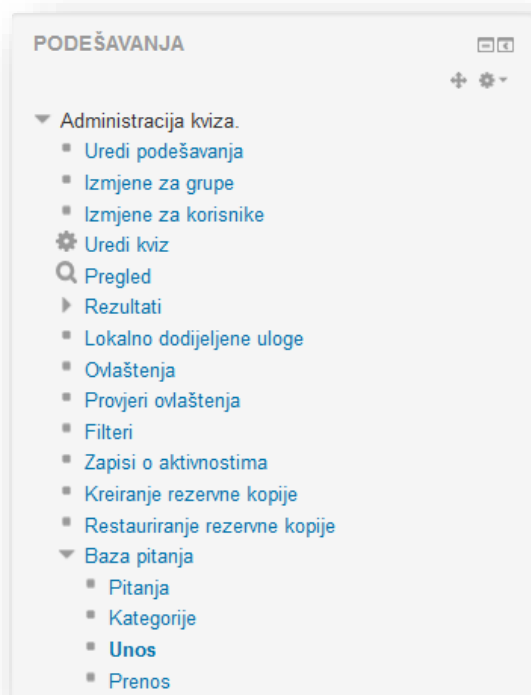 PODEŠAVANJA
Administracija kviza.
Uredi podešavanja
Izmjene za grupe
Izmjene za korisnike
Uredi kviz
Pregled
Rezultati
Lokalno dodijeljene uloge
Ovlaštenja
Provjeri ovlaštenja
Filteri
Zapisi o aktivnostima
Kreiranje rezervne kopije
Restauriranje rezervne kopije
Baza pitanja
Pitanja
Kategorije
Unos
Prenos